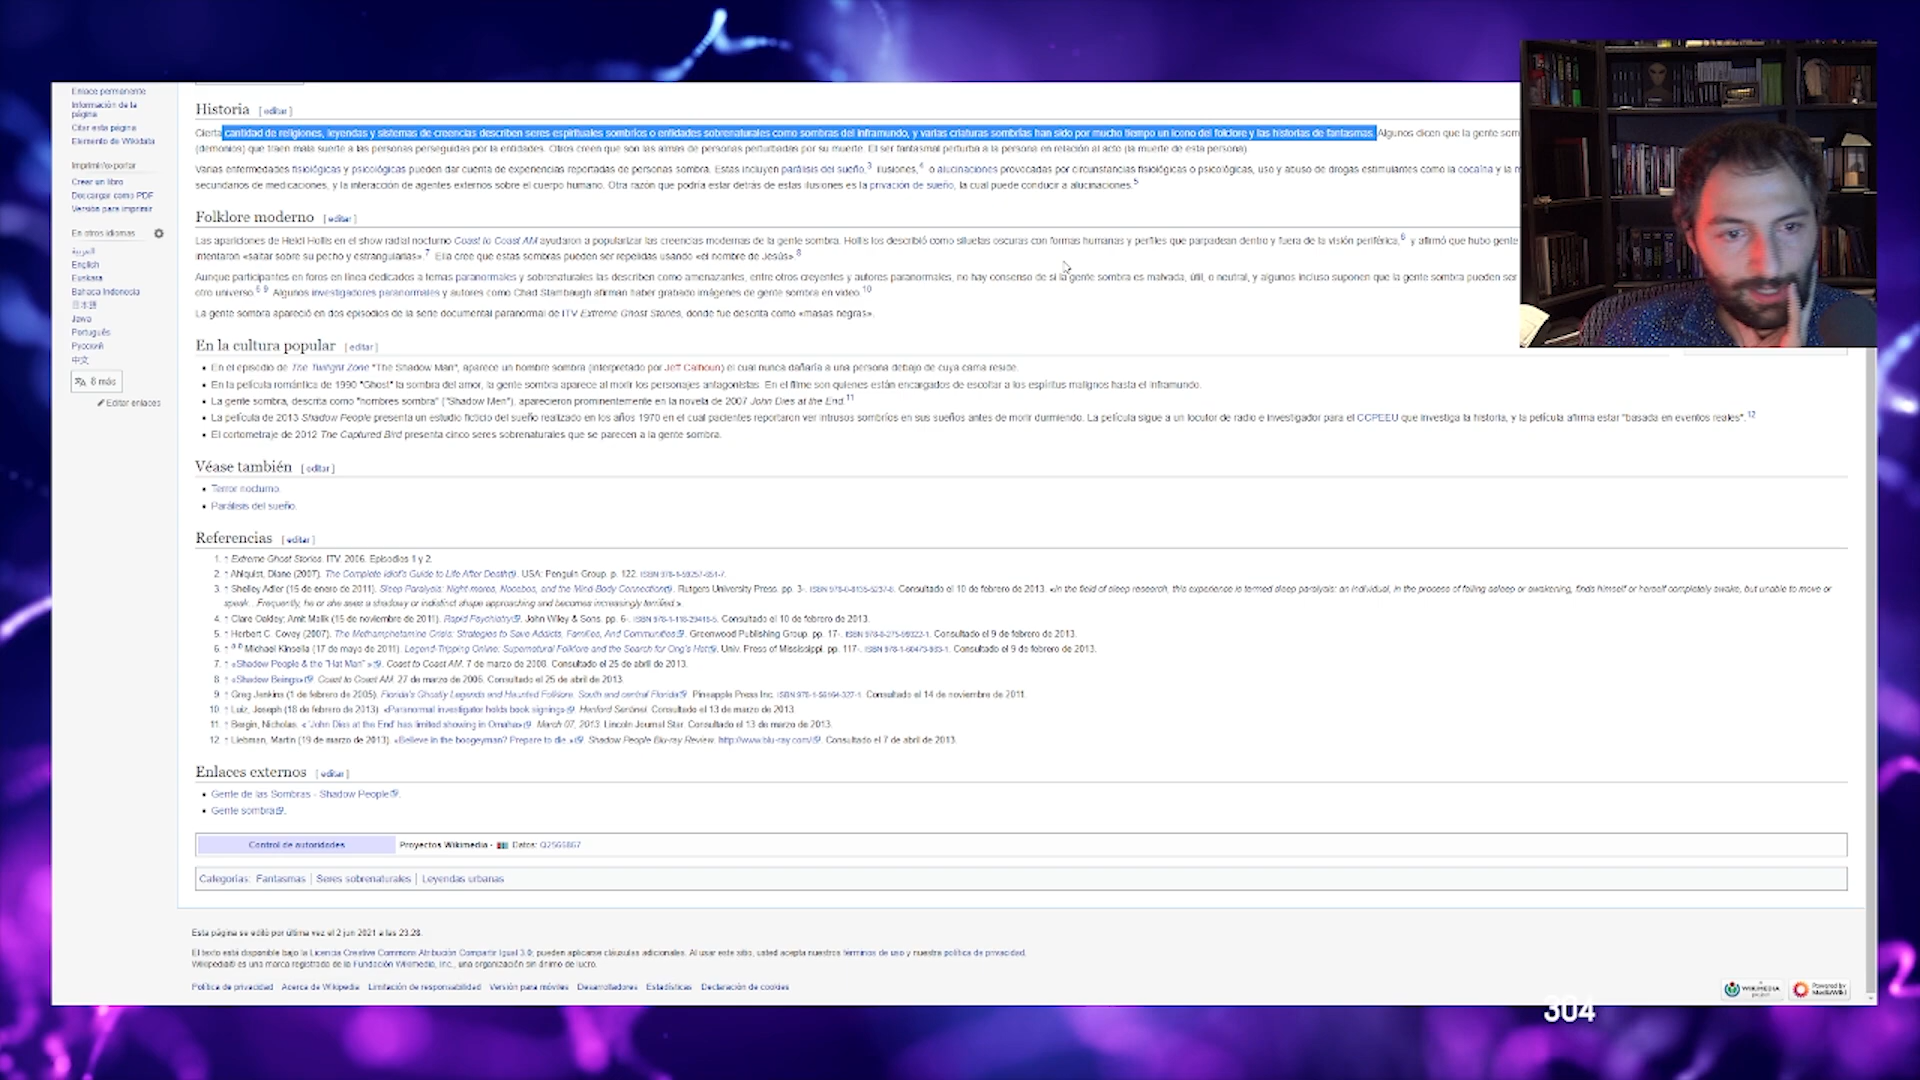 Enlace permanente
Información de la
página
Citar esta página
Elemento de Wikidata
Imprimir/exportar
Crear un libro
Descargar como PDF
Versión para imprimir
En otros idiomas
العربية
English
Euskara
Bahasa Indonesia
日本語
Jawa
Português
Русский
中文
8 más
Editar enlaces
Historia [ editar ]
Cierta cantidad de religiones, leyendas y sistemas de creencias describen seres espirituales sombríos o entidades sobrenaturales como sombras del inframundo, y varias criaturas sombrías han sido por mucho tiempo un icono del folclore y las historias de fantasmas. Algunos dicen que la gente som
(demonios) que traen mala suerte a las personas perseguidas por la entidades. Otros creen que son las almas de personas perturbadas por su muerte. El ser fantasmal perturba a la persona en relación al acto (la muerte de esta persona)
Varias enfermedades fisiológicas y psicológicas pueden dar cuenta de experiencias reportadas de personas sombra. Estas incluyen parálisis del sueño,3 ilusiones,4 o alucinaciones provocadas por circunstancias fisiológicas o psicológicas, uso y abuso de drogas estimulantes como la cocaína y la m
secundarios de medicaciones, y la interacción de agentes externos sobre el cuerpo humano. Otra razón que podría estar detrás de estas ilusiones es la privación de sueño, la cual puede conducir a alucinaciones.5
Folklore moderno [ editar ]
Las apariciones de Heidi Hollis en el show radial nocturno Coast to Coast AM ayudaron a popularizar las creencias modernas de la gente sombra. Hollis los describió como siluetas oscuras con formas humanas y perfiles que parpadean dentro y fuera de la visión periférica,6 y afirmó que hubo gente
intentaron «saltar sobre su pecho y estrangularlas».7 Ella cree que estas sombras pueden ser repelidas usando «el nombre de Jesús».8
Aunque participantes en foros en línea dedicados a temas paranormales y sobrenaturales las describen como amenazantes, entre otros creyentes y autores paranormales, no hay consenso de si la gente sombra es malvada, útil, o neutral, y algunos incluso suponen que la gente sombra pueden ser
otro universo.6 9 Algunos investigadores paranormales y autores como Chad Stambaugh afirman haber grabado imágenes de gente sombra en video.10
La gente sombra apareció en dos episodios de la serie documental paranormal de ITV Extreme Ghost Stories, donde fue descrita como «masas negras».
En la cultura popular [ editar ]
• En el episodio de The Twilight Zone "The Shadow Man", aparece un hombre sombra (interpretado por Jeff Calhoun) el cual nunca dañaría a una persona debajo de cuya cama reside.
• En la película romántica de 1990 "Ghost" la sombra del amor, la gente sombra aparece al morir los personajes antagonistas. En el filme son quienes están encargados de escoltar a los espíritus malignos hasta el inframundo.
• La gente sombra, descrita como "hombres sombra" ("Shadow Men"), aparecieron prominentemente en la novela de 2007 John Dies at the End.11
• La película de 2013 Shadow People presenta un estudio ficticio del sueño realizado en los años 1970 en el cual pacientes reportaron ver intrusos sombríos en sus sueños antes de morir durmiendo. La película sigue a un locutor de radio e investigador para el CCPEEU que investiga la historia, y la película afirma estar "basada en eventos reales".12
• El cortometraje de 2012 The Captured Bird presenta cinco seres sobrenaturales que se parecen a la gente sombra.
Véase también [ editar ]
• Terror nocturno.
• Parálisis del sueño.
Referencias [ editar ]
1. ↑ Extreme Ghost Stories. ITV. 2006. Episodios 1 y 2.
2. ↑ Ahlquist, Diane (2007). The Complete Idiot's Guide to Life After Death. USA: Penguin Group. p. 122. ISBN 978-1-59257-651-7.
3. ↑ Shelley Adler (15 de enero de 2011). Sleep Paralysis: Night-mares, Nocebos, and the Mind-Body Connection. Rutgers University Press. pp. 3-. Consultado el 10 de febrero de 2013. «In the field of sleep research, this experience is termed sleep paralysis: an individual, in the process of falling asleep or awakening, finds himself or herself completely awake, but unable to move or
speak... Frequently, he or she sees a shadowy or indistinct shape approaching and becomes increasingly terrified.».
4. ↑ Clare Oakley; Amit Malik (15 de noviembre de 2011). Rapid Psychiatry. John Wiley & Sons. pp. 6-. Consultado el 10 de febrero de 2013.
5. ↑ Herbert C. Covey (2007). The Methamphetamine Crisis: Strategies to Save Addicts, Families, And Communities. Greenwood Publishing Group. pp. 17-. Consultado el 9 de febrero de 2013.
6. ↑ a b Michael Kinsella (17 de mayo de 2011). Legend-Tripping Online: Supernatural Folklore and the Search for Ong's Hat. Univ. Press of Mississippi. pp. 117-. Consultado el 9 de febrero de 2013.
7. ↑ «Shadow People & the "Hat Man" ». Coast to Coast AM. 7 de marzo de 2008. Consultado el 25 de abril de 2013.
8. ↑ «Shadow Beings». Coast to Coast AM. 27 de marzo de 2006. Consultado el 25 de abril de 2013.
9. ↑ Greg Jenkins (1 de febrero de 2005). Florida's Ghostly Legends and Haunted Folklore: South and central Florida. Pineapple Press Inc. ISBN 978-1-56164-327-1. Consultado el 14 de noviembre de 2011.
10. ↑ Luiz, Joseph (18 de febrero de 2013). «Paranormal investigator holds book signing». Hanford Sentinel. Consultado el 13 de marzo de 2013.
11. ↑ Bergin, Nicholas. « 'John Dies at the End' has limited showing in Omaha». March 07, 2013. Lincoln Journal Star. Consultado el 13 de marzo de 2013.
12. ↑ Liebman, Martin (19 de marzo de 2013). «Believe in the boogeyman? Prepare to die.». Shadow People Blu-ray Review. http://www.blu-ray.com/. Consultado el 7 de abril de 2013.
Enlaces externos [ editar ]
• Gente de las Sombras - Shadow People.
• Gente sombra.
Control de autoridades Proyectos Wikimedia · Datos: Q2565867
Categorías: Fantasmas | Seres sobrenaturales | Leyendas urbanas
Esta página se editó por última vez el 2 jun 2021 a las 23:28.
El texto está disponible bajo la Licencia Creative Commons Atribución Compartir Igual 3.0; pueden aplicarse cláusulas adicionales. Al usar este sitio, usted acepta nuestros términos de uso y nuestra política de privacidad.
Wikipedia® es una marca registrada de la Fundación Wikimedia, Inc., una organización sin ánimo de lucro.
Política de privacidad Acerca de Wikipedia Limitación de responsabilidad Versión para móviles Desarrolladores Estadísticas Declaración de cookies
WIKIMEDIA project Powered by MediaWiki
304